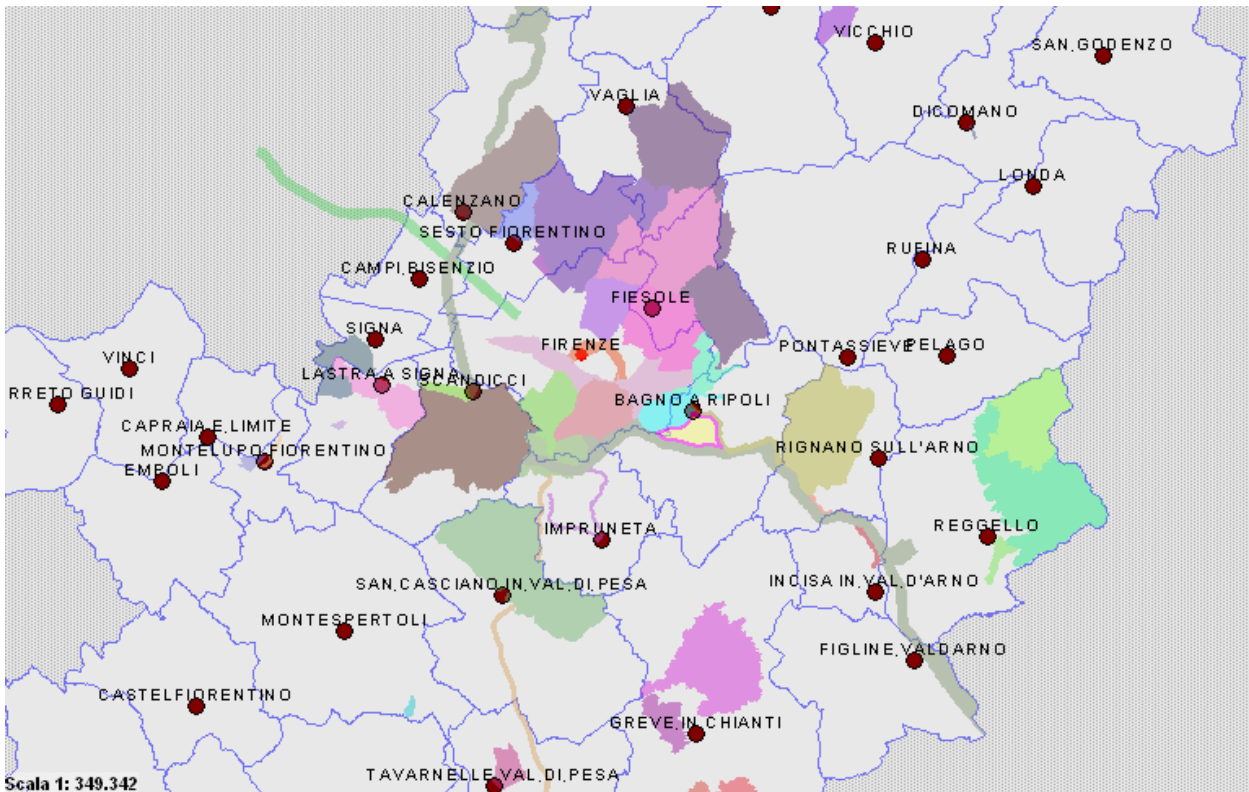 VICCHIO
SAN,GODENZO
VAGLIA
DICOMANO
LONDA
CALENZANO
SESTO FIORENTINO
RUFINA
CAMPI,BISENZIO
FIESOLE
SIGNA
FIRENZE
PONTASSIEVE
PELAGO
VINCI
LASTRA A SIGNA
SCANDICCI
RRETO GUIDI
BAGNO A RIPOLI
CAPRAIA E,LIMITE
MONTELUPO,FIORENTINO
RIGNANO SULL'ARNO
EMPOLI
IMPRUNETA
REGGELLO
SAN,CASCIANO,IN,VAL,DI,PESA
INCISA IN,VAL,D'ARNO
MONTESPERTOLI
FIGLINE,VALDARNO
CASTELFIORENTINO
GREVE,IN CHIANTI
TAVARNELLE,VAL,DI,PESA
Scala 1: 349.342